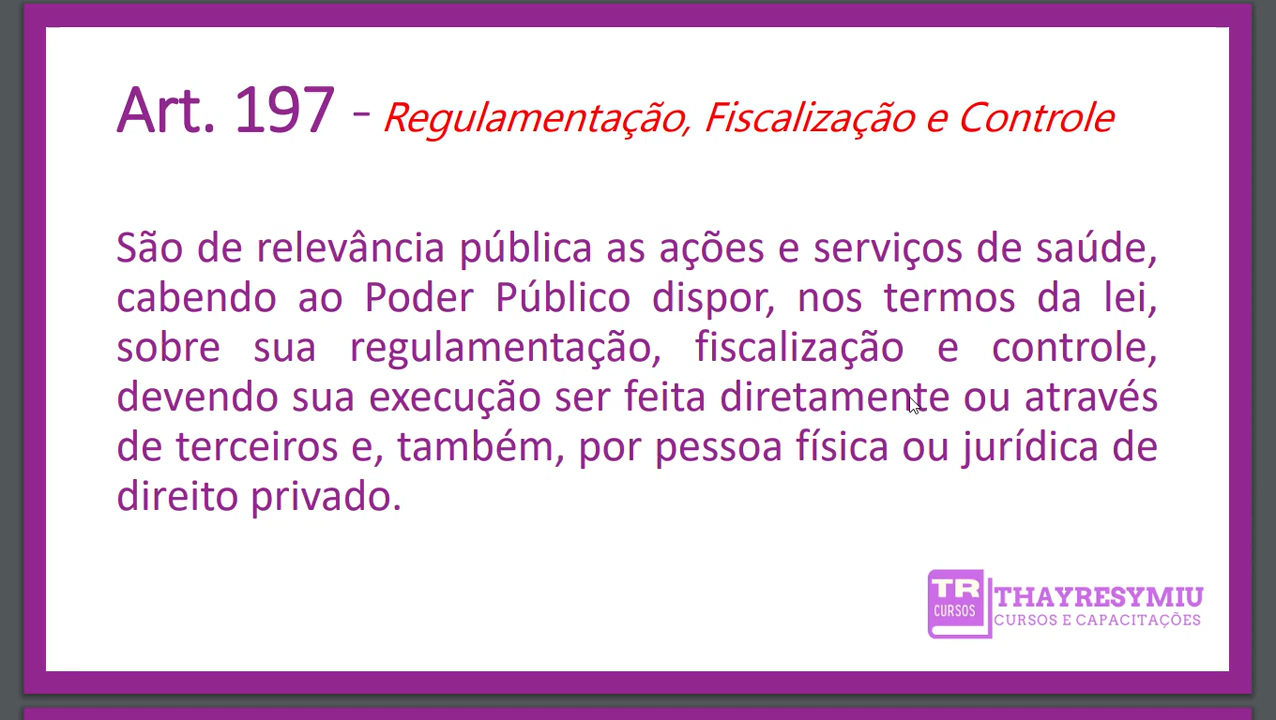 Art. 197 - Regulamentação, Fiscalização e Controle
São de relevância pública as ações e serviços de saúde,
cabendo ao Poder Público dispor, nos termos da lei,
sobre sua regulamentação, fiscalização e controle,
devendo sua execução ser feita diretamente ou através
de terceiros e, também, por pessoa física ou jurídica de
direito privado.
TR
CURSOS
THAYRESYMIU
CURSOS E CAPACITAÇÕES